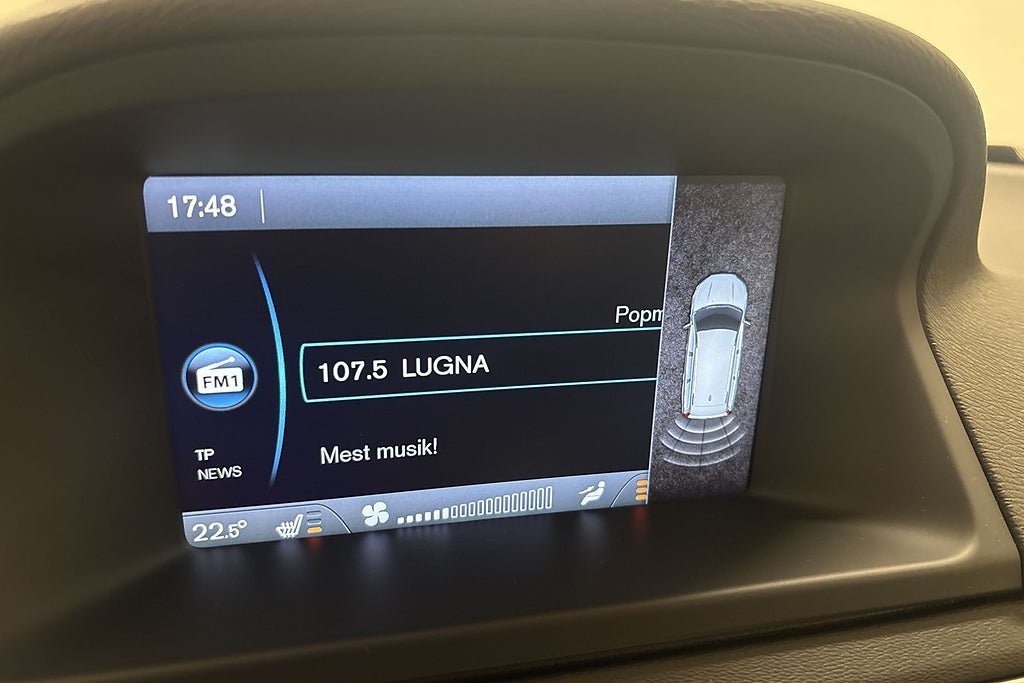 17:48
Popm
107.5 LUGNA
FM1
Mest musik!
TP
NEWS
22.5°